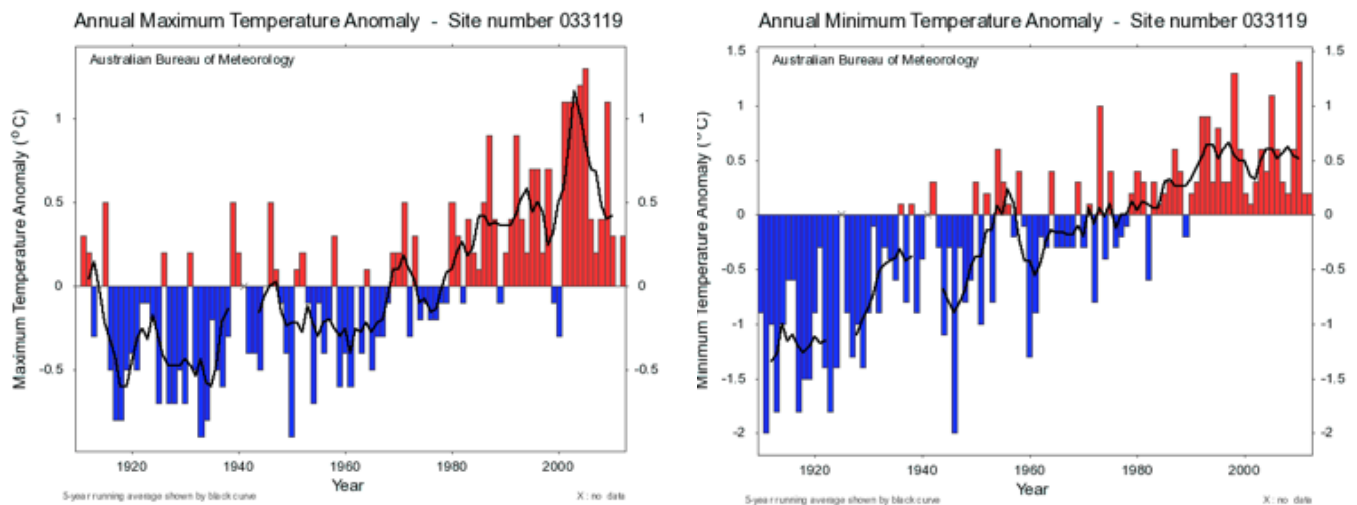 Annual Maximum Temperature Anomaly - Site number 033119
Australian Bureau of Meteorology
Maximum Temperature Anomaly (°C)
1
0.5
0
-0.5
1
0.5
0
-0.5
1920 1940 1960 1980 2000
Year
5-year running average shown by black curve
X : no data
Annual Minimum Temperature Anomaly - Site number 033119
Australian Bureau of Meteorology
Minimum Temperature Anomaly (°C)
1.5
1
0.5
0
-0.5
-1
-1.5
-2
1.5
1
0.5
0
-0.5
-1
-1.5
-2
1920 1940 1960 1980 2000
Year
5-year running average shown by black curve
X : no data